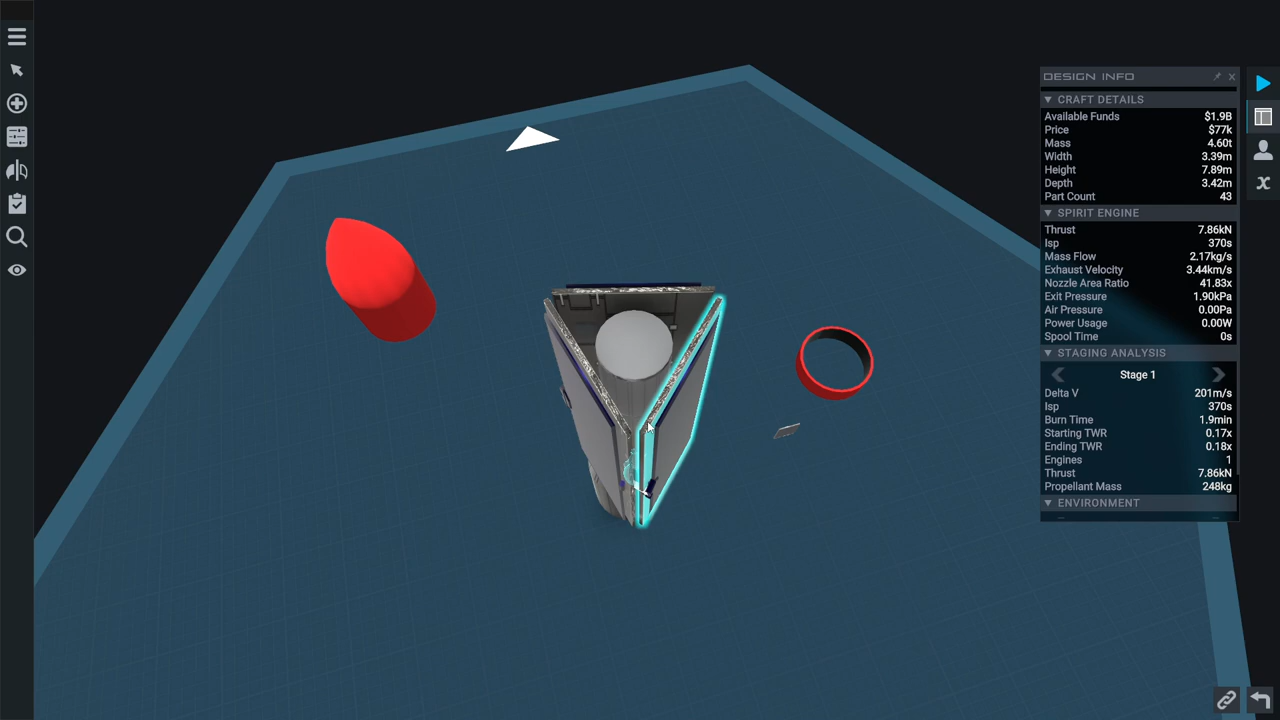 DESIGN INFO
CRAFT DETAILS
Available Funds $1.9B
Price $77k
Mass 4.60t
Width 3.39m
Height 7.89m
Depth 3.42m
Part Count 43
SPIRIT ENGINE
Thrust 7.86kN
Isp 370s
Mass Flow 2.17kg/s
Exhaust Velocity 3.44km/s
Nozzle Area Ratio 41.83x
Exit Pressure 1.90kPa
Air Pressure 0.00Pa
Power Usage 0.00W
Spool Time 0s
STAGING ANALYSIS
Stage 1
Delta V 201m/s
Isp 370s
Burn Time 1.9min
Starting TWR 0.17x
Ending TWR 0.18x
Engines 1
Thrust 7.86kN
Propellant Mass 248kg
ENVIRONMENT